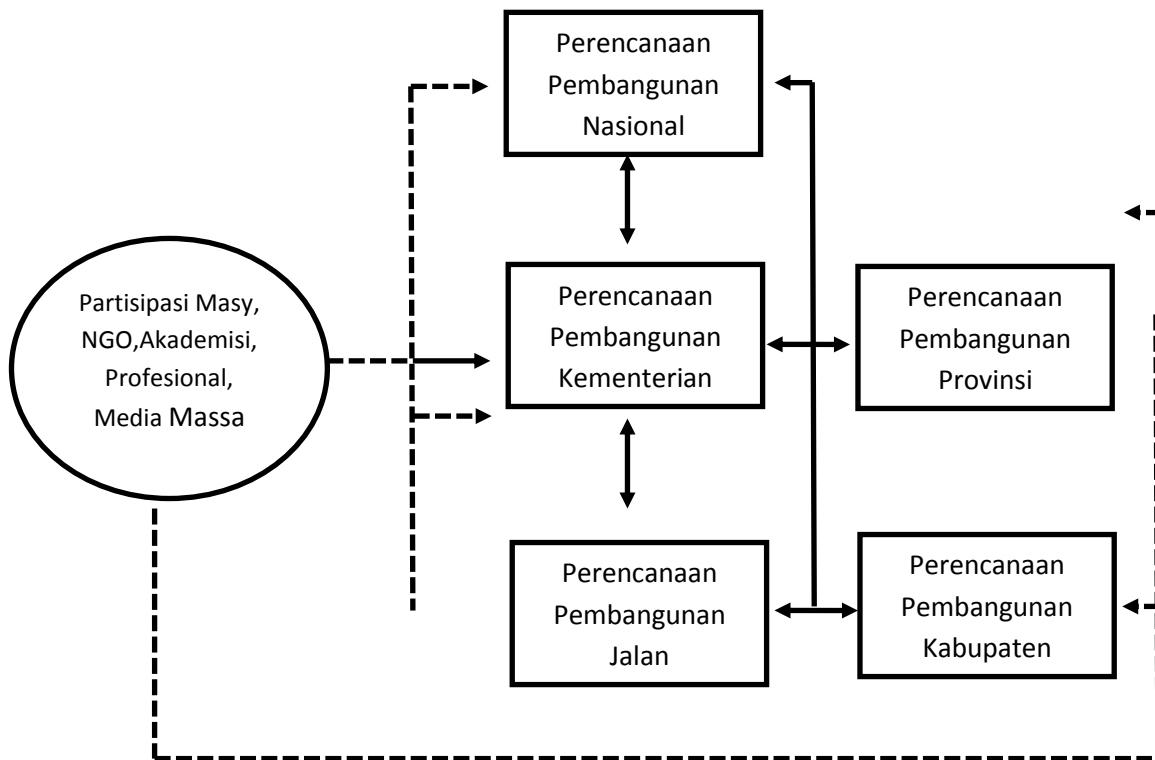 Perencanaan
Pembangunan
Nasional
Partisipasi Masy,
NGO,Akademisi,
Profesional,
Media Massa
Perencanaan
Pembangunan
Kementerian
Perencanaan
Pembangunan
Provinsi
Perencanaan
Pembangunan
Jalan
Perencanaan
Pembangunan
Kabupaten